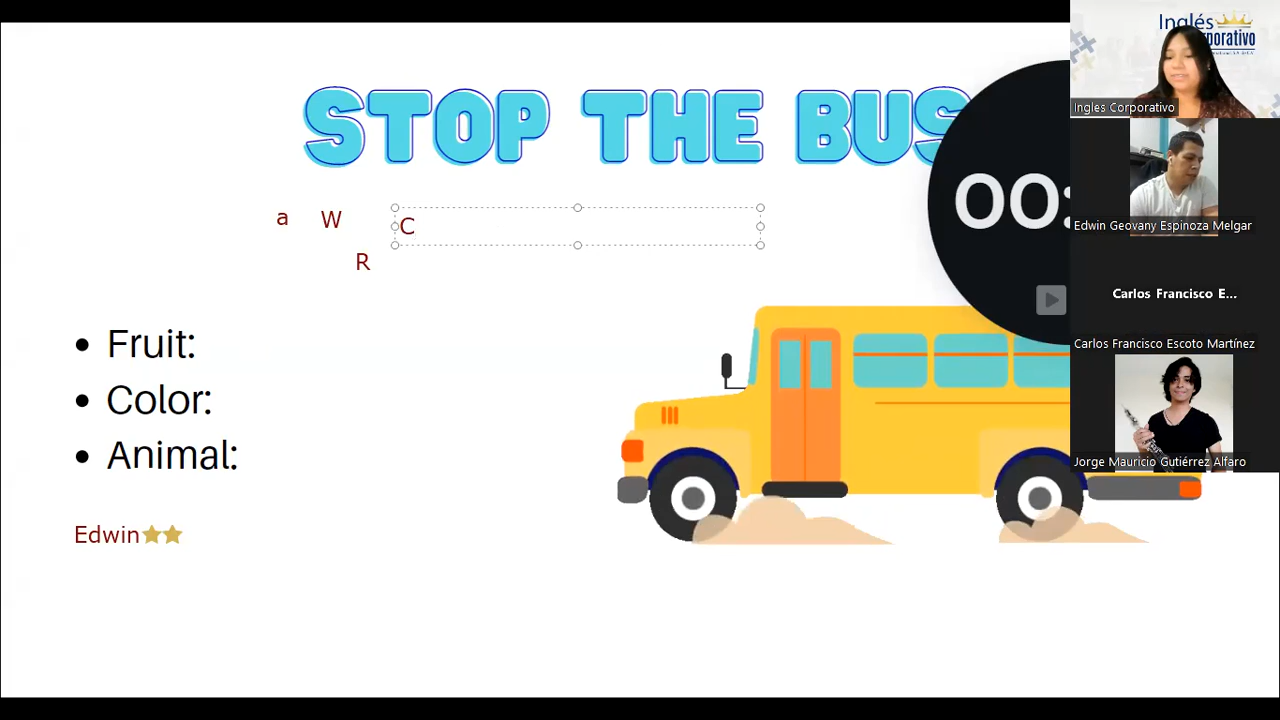 STOP THE BUS
a W C
R
00:
• Fruit:
• Color:
• Animal:
Edwin⭐⭐
Inglés
Corporativo
Ingles Corporativo
Edwin Geovany Espinoza Melgar
Carlos Francisco E...
Carlos Francisco Escoto Martínez
Jorge Mauricio Gutiérrez Alfaro